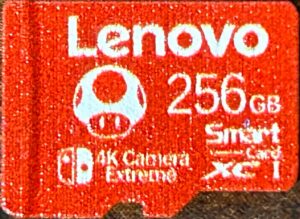 Lenovo
256GB
Smart
Card
4K Camera
Extreme
XC I